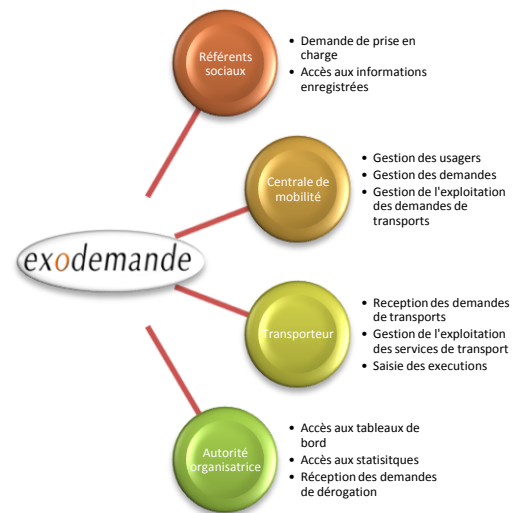 Référents
sociaux
• Demande de prise en
charge
• Accès aux informations
enregistrées
Centrale de
mobilité
• Gestion des usagers
• Gestion des demandes
• Gestion de l'exploitation
des demandes de
transports
exodemande
Transporteur
• Reception des demandes
de transports
• Gestion de l'exploitation
des services de transport
• Saisie des executions
Autorité
organisatrice
• Accès aux tableaux de
bord
• Accès aux statisitques
• Réception des demandes
de dérogation